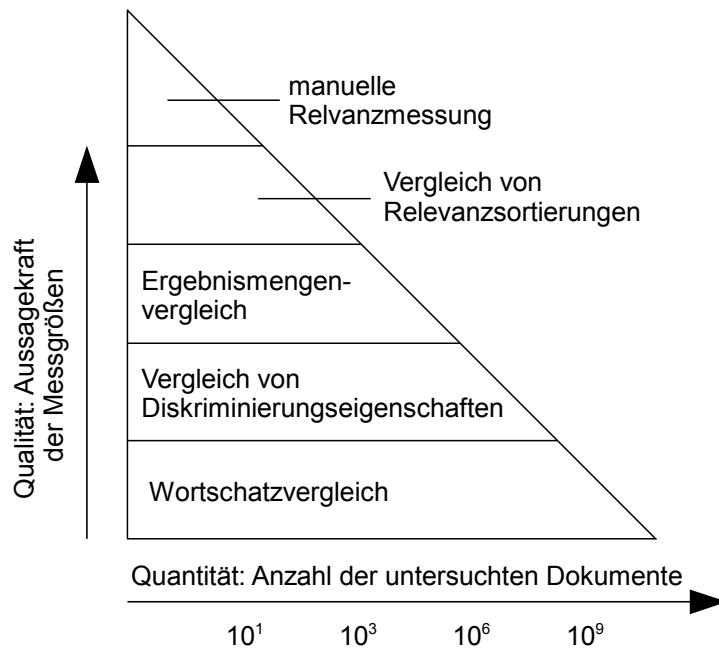 manuelle
Relvanzmessung
Vergleich von
Relevanzsortierungen
Ergebnismengen-
vergleich
Vergleich von
Diskriminierungseigenschaften
Wortschatzvergleich
Qualität: Aussagekraft
der Messgrößen
Quantität: Anzahl der untersuchten Dokumente
10¹ 10³ 10⁶ 10⁹